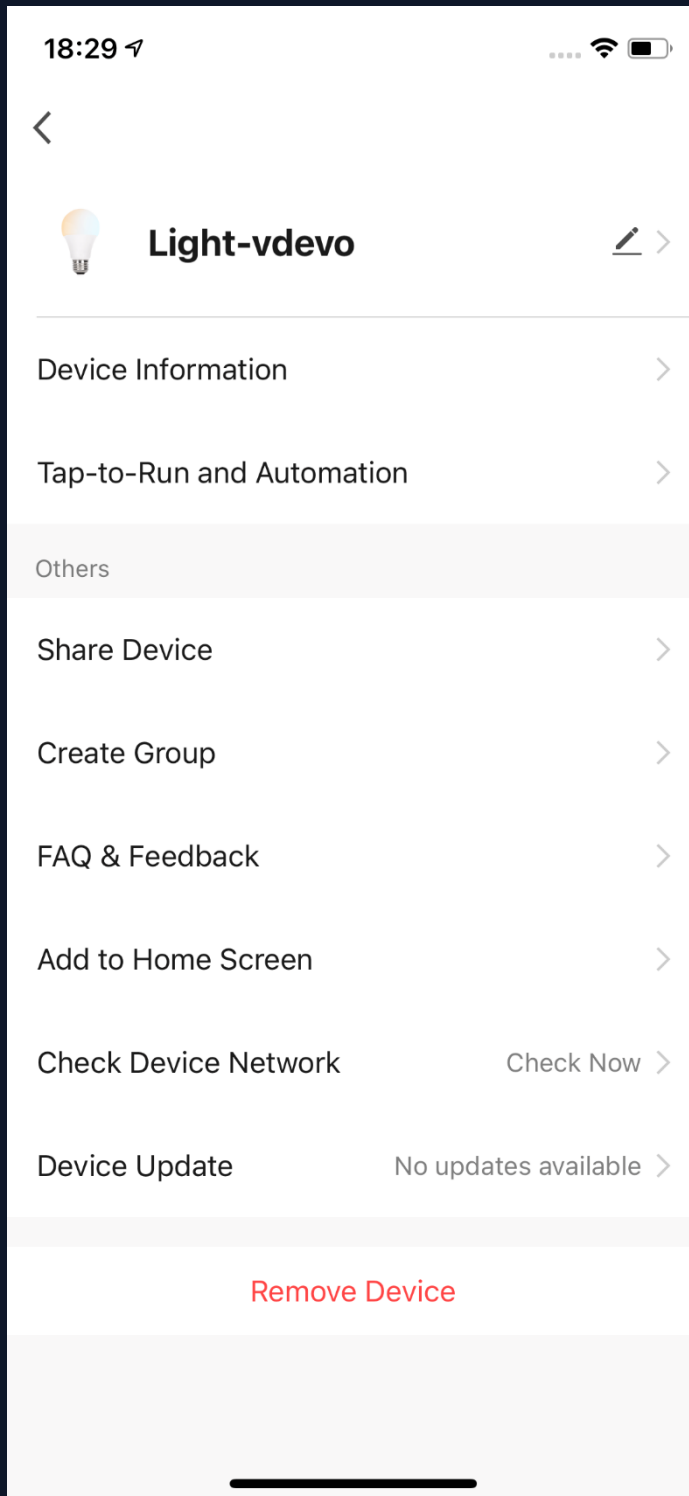 18:29
Light-vdevo
Device Information
Tap-to-Run and Automation
Others
Share Device
Create Group
FAQ & Feedback
Add to Home Screen
Check Device Network Check Now
Device Update No updates available
Remove Device